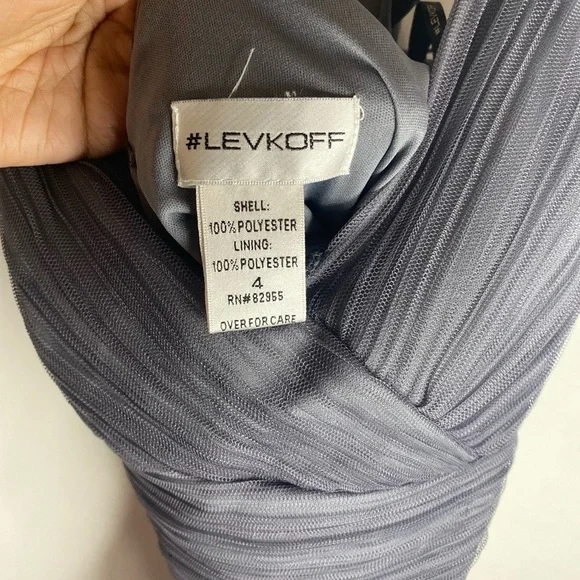 #LEVKOFF
SHELL:
100%POLYESTER
LINING:
100%POLYESTER
4
RN#82955
OVER FOR CARE